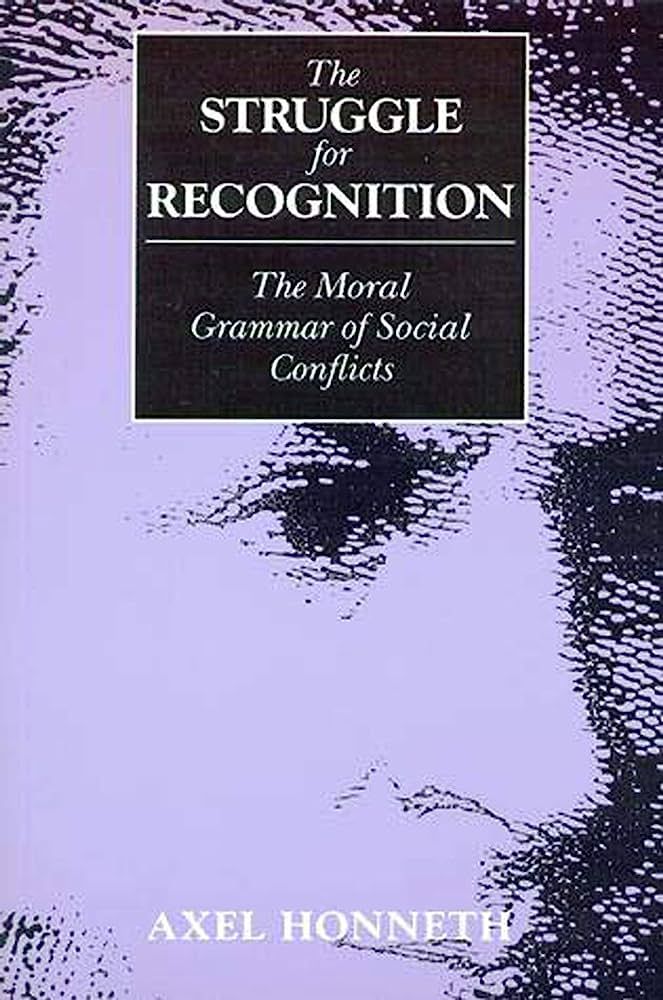 The
STRUGGLE
for
RECOGNITION
The Moral
Grammar of Social
Conflicts
AXEL HONNETH